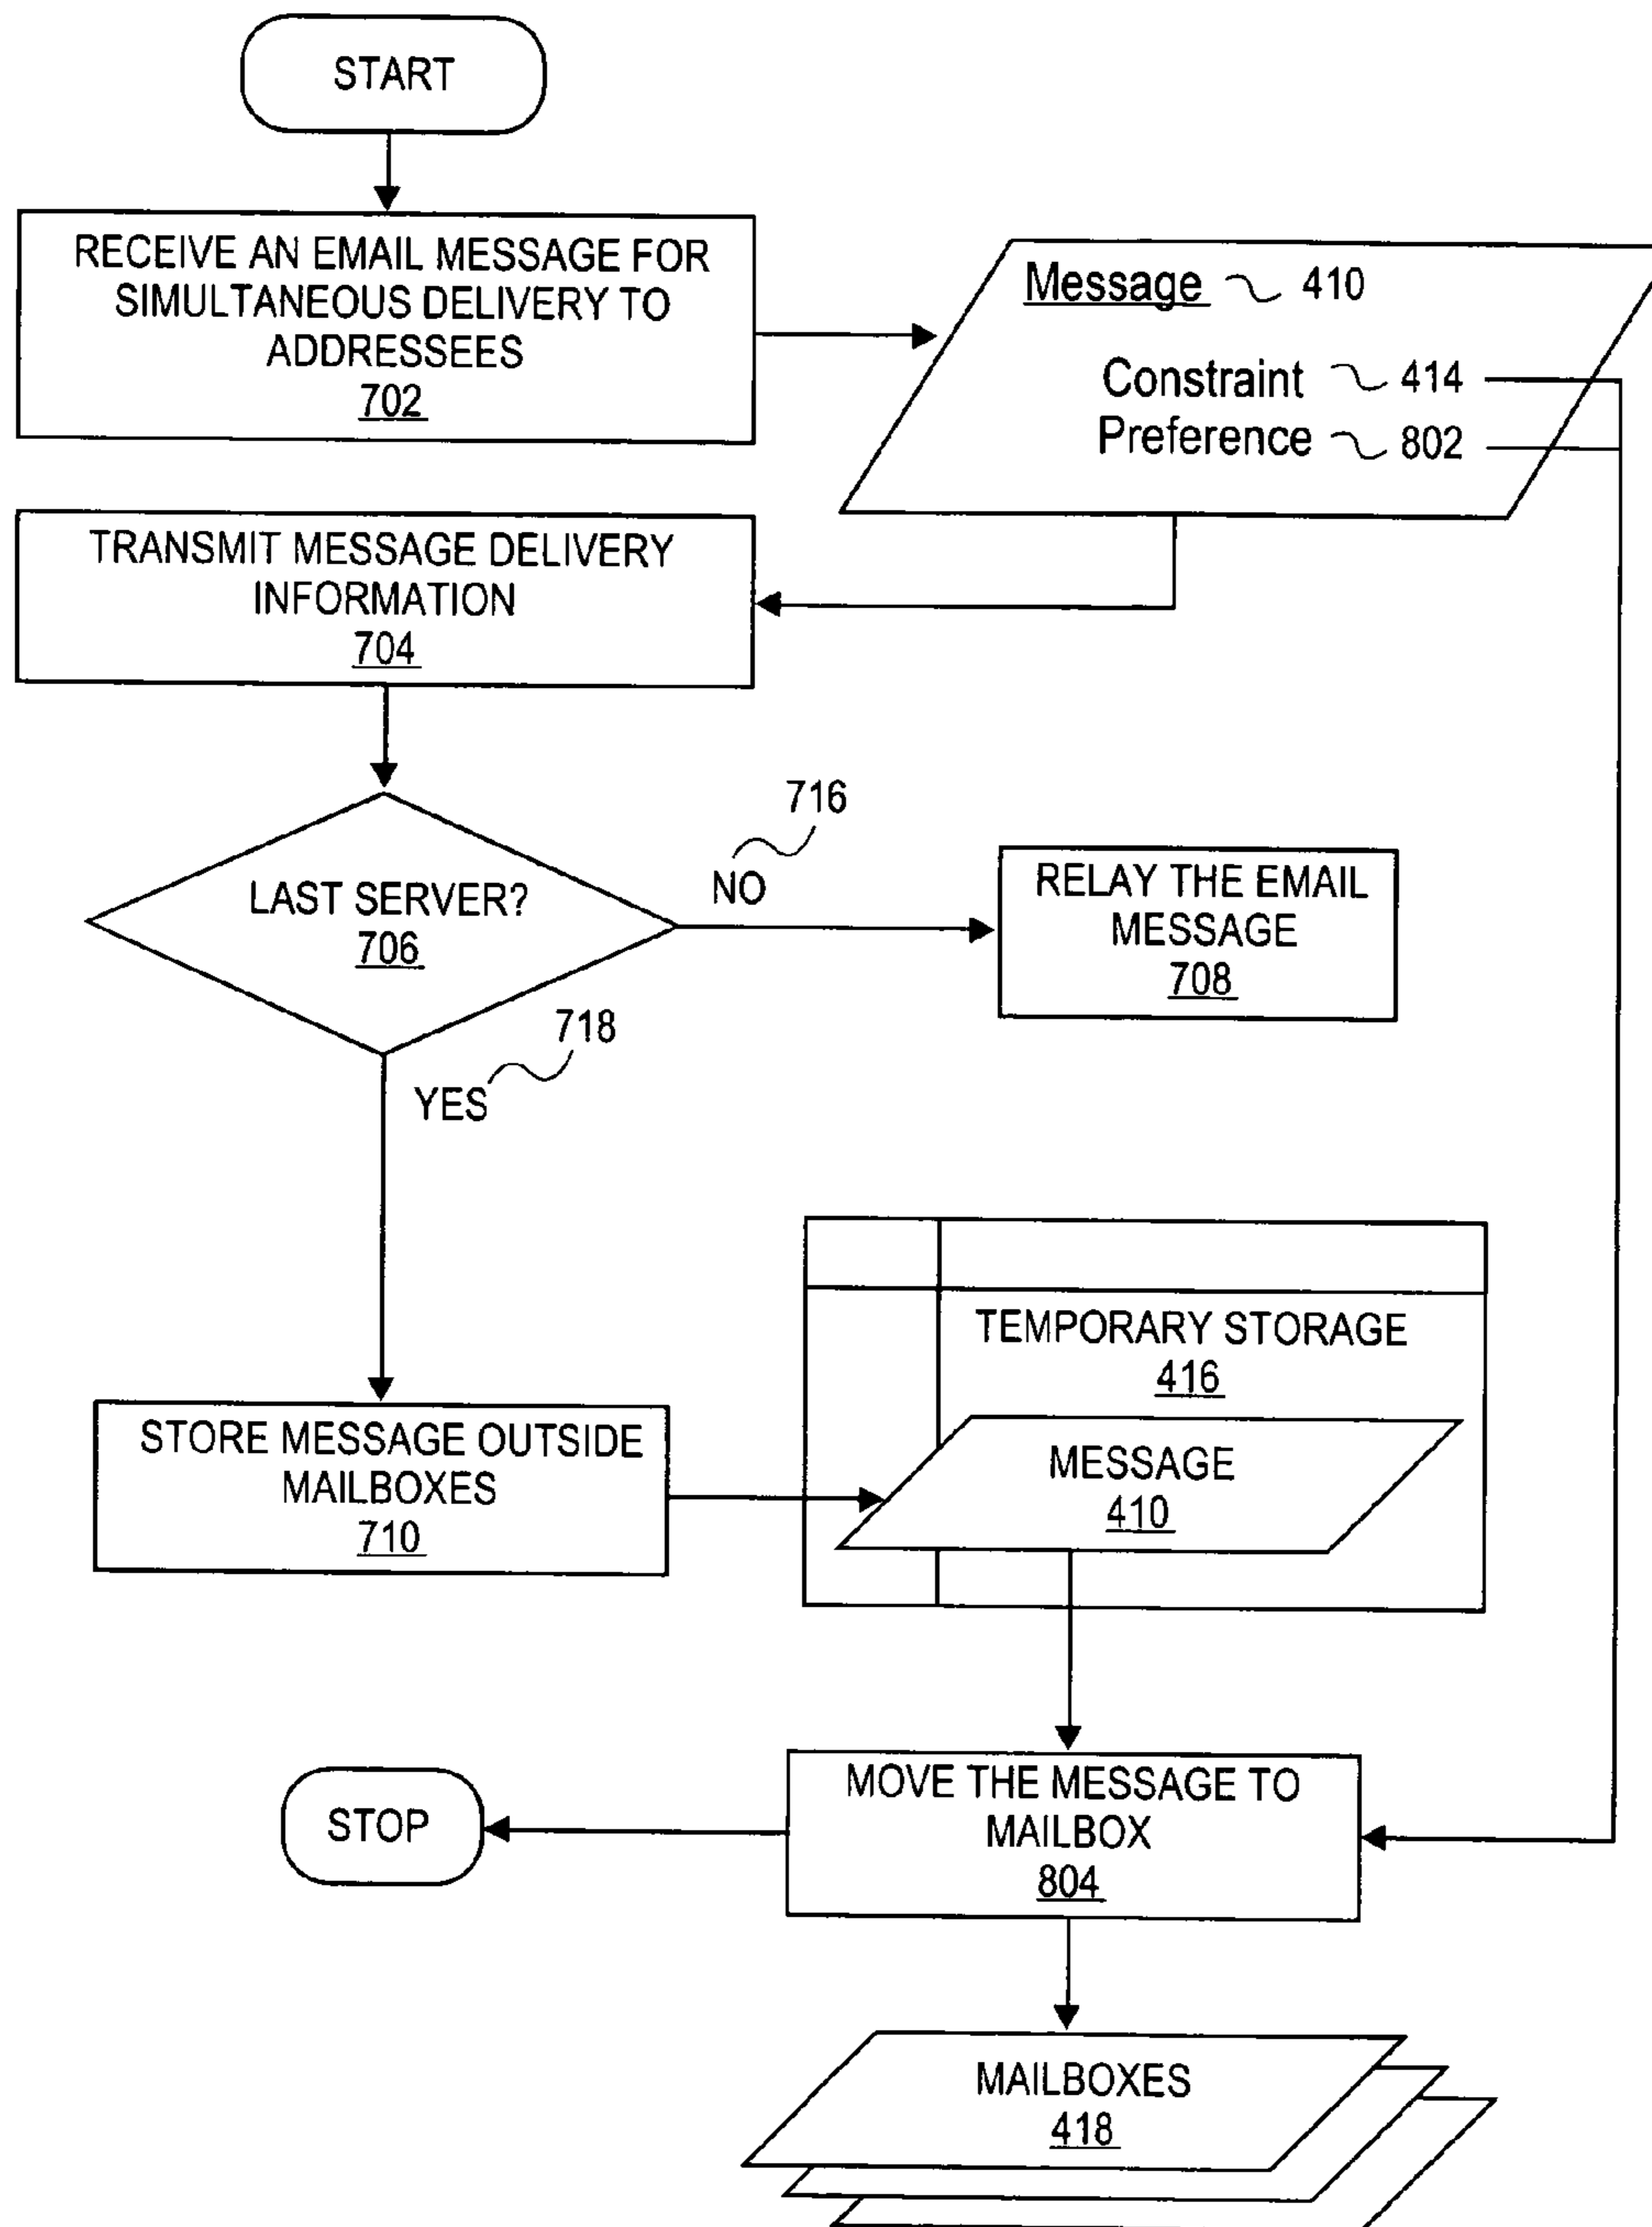 START
RECEIVE AN EMAIL MESSAGE FOR
SIMULTANEOUS DELIVERY TO
ADDRESSEES
702
Message 410
Constraint 414
Preference 802
TRANSMIT MESSAGE DELIVERY
INFORMATION
704
LAST SERVER?
706
716
NO
RELAY THE EMAIL
MESSAGE
708
718
YES
TEMPORARY STORAGE
416
STORE MESSAGE OUTSIDE
MAILBOXES
710
MESSAGE
410
MOVE THE MESSAGE TO
MAILBOX
804
STOP
MAILBOXES
418